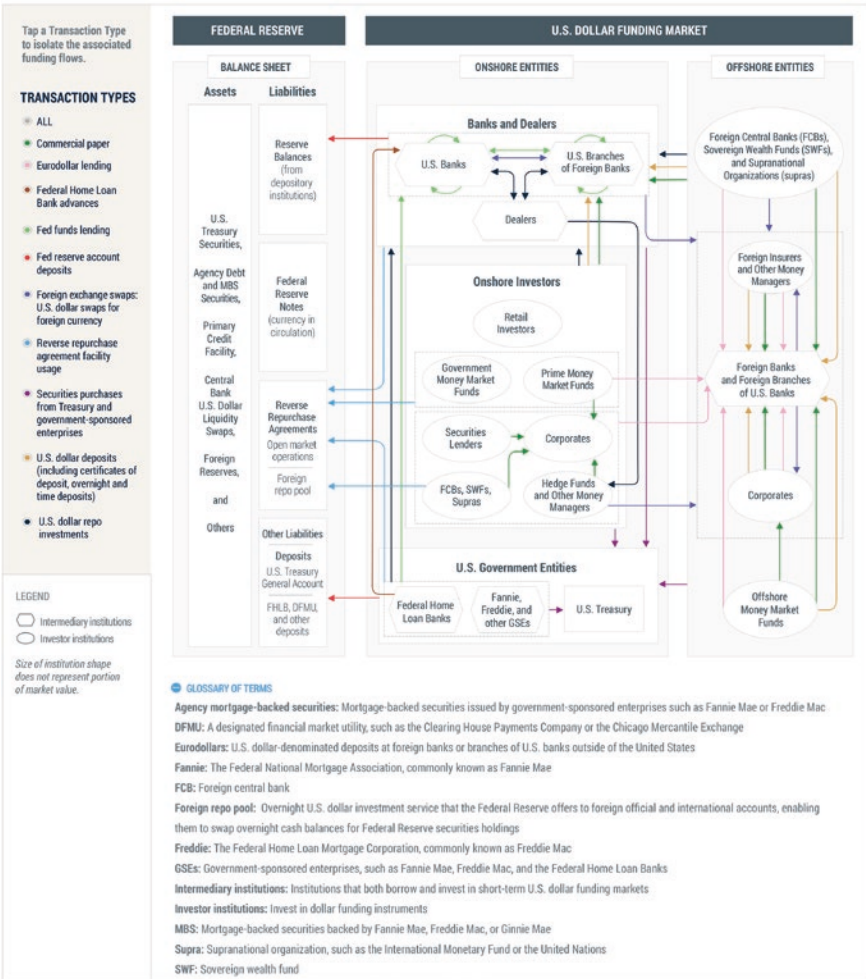 Tap a Transaction Type
to isolate the associated
funding flows.
TRANSACTION TYPES
ALL
Commercial paper
Eurodollar lending
Federal Home Loan
Bank advances
Fed funds lending
Fed reserve account
deposits
Foreign exchange swaps:
U.S. dollar swaps for
foreign currency
Reverse repurchase
agreement facility
usage
Securities purchases
from Treasury and
government-sponsored
enterprises
U.S. dollar deposits
(including certificates of
deposit, overnight and
time deposits)
U.S. dollar repo
investments
LEGEND
Intermediary institutions
Investor institutions
Size of institution shape
does not represent portion
of market value.
FEDERAL RESERVE
BALANCE SHEET
Assets
Liabilities
U.S.
Treasury
Securities,
Agency Debt
and MBS
Securities,
Primary
Credit
Facility,
Central
Bank
U.S. Dollar
Liquidity
Swaps,
Foreign
Reserves,
and
Others
Reserve
Balances
(from
depository
institutions)
Federal
Reserve
Notes
(currency in
circulation)
Reverse
Repurchase
Agreements
Open market
operations
Foreign
repo pool
Other Liabilities
Deposits
U.S. Treasury
General Account
FHLB, DFMU,
and other
deposits
U.S. DOLLAR FUNDING MARKET
ONSHORE ENTITIES
Banks and Dealers
U.S. Banks
U.S. Branches
of Foreign Banks
Dealers
Onshore Investors
Retail
Investors
Government
Money Market
Funds
Prime Money
Market Funds
Securities
Lenders
Corporates
FCBs, SWFs,
Supras
Hedge Funds
and Other Money
Managers
U.S. Government Entities
Federal Home
Loan Banks
Fannie,
Freddie, and
other GSEs
U.S. Treasury
OFFSHORE ENTITIES
Foreign Central Banks (FCBs),
Sovereign Wealth Funds (SWFs),
and Supranational
Organizations (supras)
Foreign Insurers
and Other Money
Managers
Foreign Banks
and Foreign Branches
of U.S. Banks
Corporates
Offshore
Money Market
Funds
GLOSSARY OF TERMS
Agency mortgage-backed securities: Mortgage-backed securities issued by government-sponsored enterprises such as Fannie Mae or Freddie Mac
DFMU: A designated financial market utility, such as the Clearing House Payments Company or the Chicago Mercantile Exchange
Eurodollars: U.S. dollar-denominated deposits at foreign banks or branches of U.S. banks outside of the United States
Fannie: The Federal National Mortgage Association, commonly known as Fannie Mae
FCB: Foreign central bank
Foreign repo pool: Overnight U.S. dollar investment service that the Federal Reserve offers to foreign official and international accounts, enabling
them to swap overnight cash balances for Federal Reserve securities holdings
Freddie: The Federal Home Loan Mortgage Corporation, commonly known as Freddie Mac
GSEs: Government-sponsored enterprises, such as Fannie Mae, Freddie Mac, and the Federal Home Loan Banks
Intermediary institutions: Institutions that both borrow and invest in short-term U.S. dollar funding markets
Investor institutions: Invest in dollar funding instruments
MBS: Mortgage-backed securities backed by Fannie Mae, Freddie Mac, or Ginnie Mae
Supra: Supranational organization, such as the International Monetary Fund or the United Nations
SWF: Sovereign wealth fund